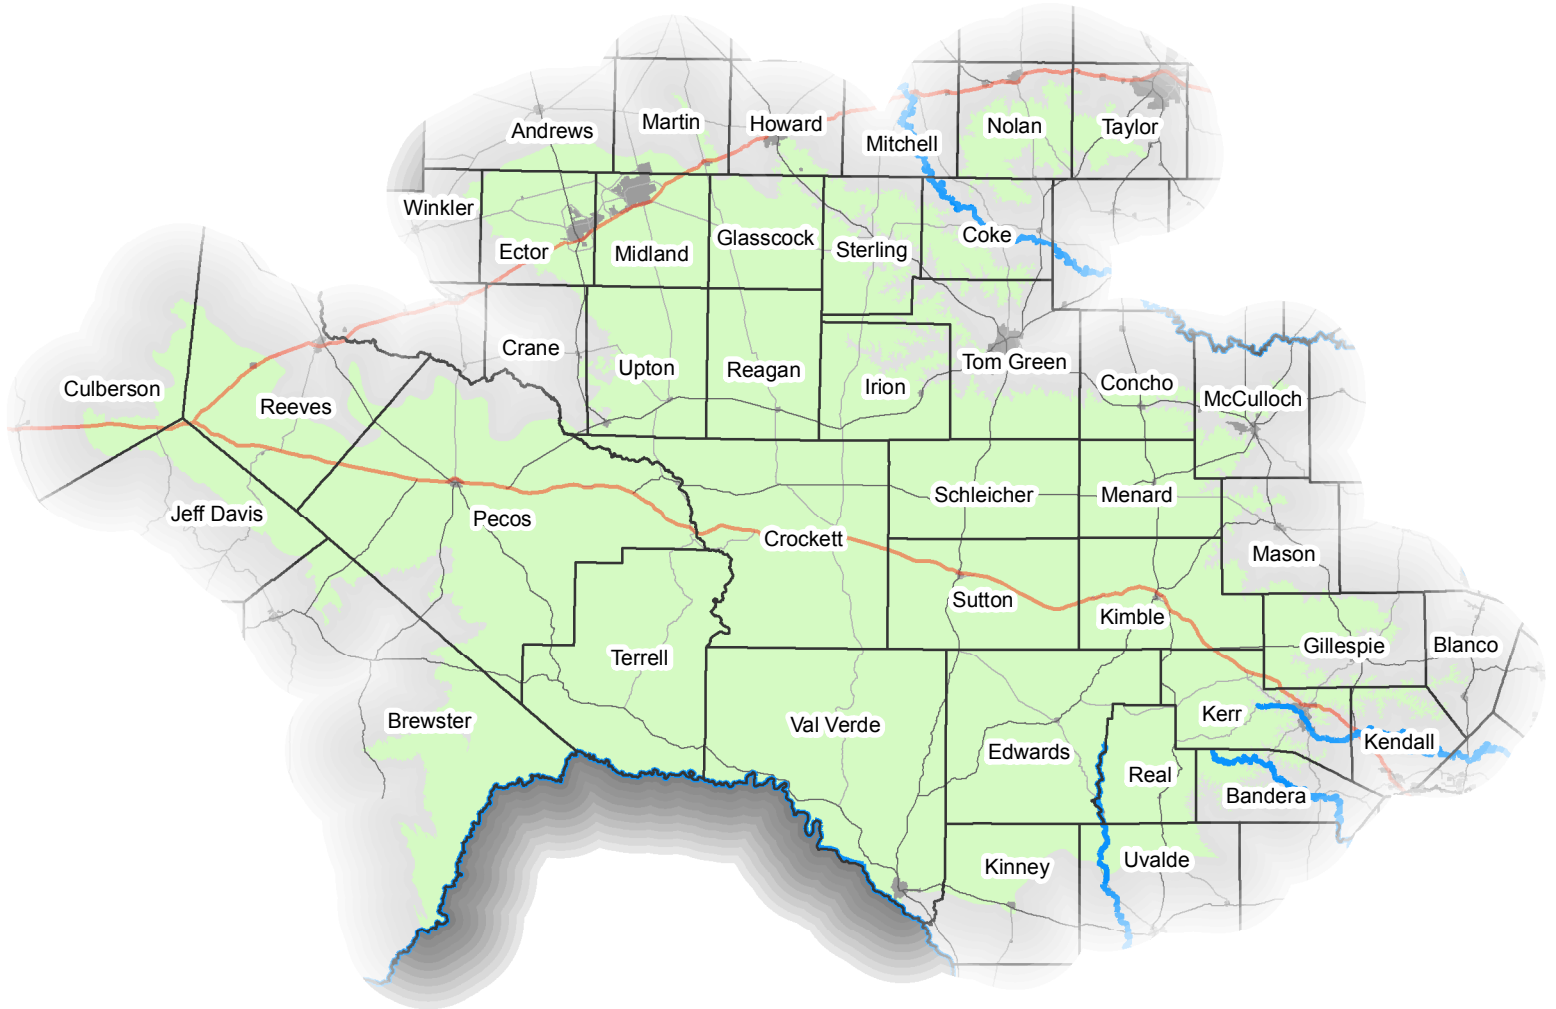 Andrews
Martin
Howard
Mitchell
Nolan
Taylor
Winkler
Ector
Midland
Glasscock
Sterling
Coke
Culberson
Reeves
Crane
Upton
Reagan
Irion
Tom Green
Concho
McCulloch
Jeff Davis
Pecos
Crockett
Schleicher
Menard
Mason
Sutton
Kimble
Terrell
Gillespie
Blanco
Brewster
Val Verde
Edwards
Kerr
Kendall
Real
Bandera
Kinney
Uvalde